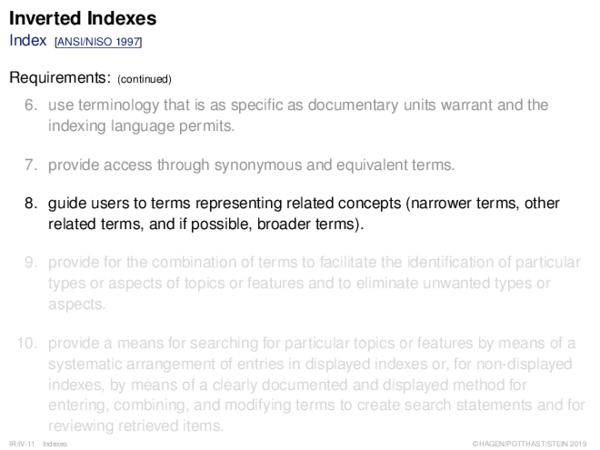 Inverted Indexes
Index [ANSI/NISO 1997]
Requirements: (continued)
6. use terminology that is as specific as documentary units warrant and the
indexing language permits.
7. provide access through synonymous and equivalent terms.
8. guide users to terms representing related concepts (narrower terms, other
related terms, and if possible, broader terms).
9. provide for the combination of terms to facilitate the identification of particular
types or aspects of topics or features and to eliminate unwanted types or
aspects.
10. provide a means for searching for particular topics or features by means of a
systematic arrangement of entries in displayed indexes or, for non-displayed
indexes, by means of a clearly documented and displayed method for
entering, combining, and modifying terms to create search statements and for
reviewing retrieved items.
IR:IV-11 Indexes ©HAGEN/POTTHAST/STEIN 2019